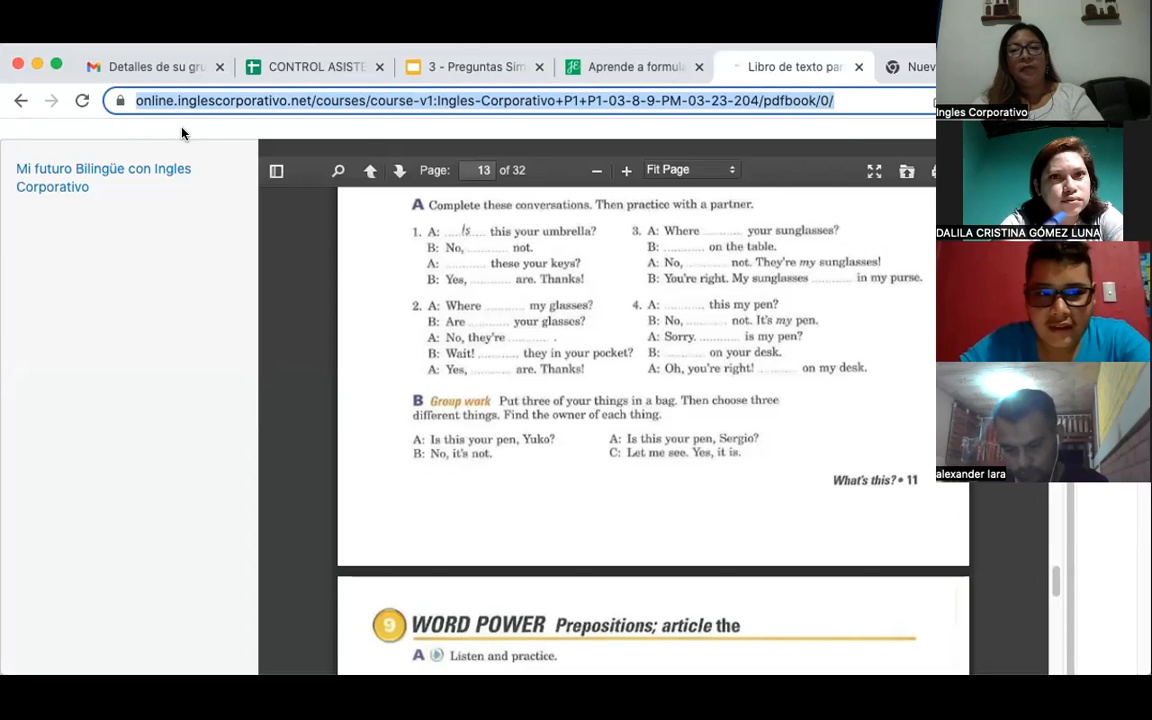 Detalles de su gru
CONTROL ASISTE
3 - Preguntas Sim
Aprende a formula
Libro de texto par
Nuev
online.inglescorporativo.net/courses/course-v1:Ingles-Corporativo+P1+P1-03-8-9-PM-03-23-204/pdfbook/0/
Mi futuro Bilingüe con Ingles
Corporativo
Page: 13 of 32
Fit Page
A Complete these conversations. Then practice with a partner.
1. A: .....Is..... this your umbrella?
B: No, .......... not.
A: .......... these your keys?
B: Yes, .......... are. Thanks!
2. A: Where .......... my glasses?
B: Are .......... your glasses?
A: No, they're .......... .
B: Wait! .......... they in your pocket?
A: Yes, .......... are. Thanks!
3. A: Where .......... your sunglasses?
B: .......... on the table.
A: No, .......... not. They're my sunglasses!
B: You're right. My sunglasses .......... in my purse.
4. A: .......... this my pen?
B: No, .......... not. It's my pen.
A: Sorry. .......... is my pen?
B: .......... on your desk.
A: Oh, you're right! .......... on my desk.
B Group work Put three of your things in a bag. Then choose three
different things. Find the owner of each thing.
A: Is this your pen, Yuko?
B: No, it's not.
A: Is this your pen, Sergio?
C: Let me see. Yes, it is.
What's this? • 11
9 WORD POWER Prepositions; article the
A Listen and practice.
Ingles Corporativo
DALILA CRISTINA GÓMEZ LUNA
alexander lara